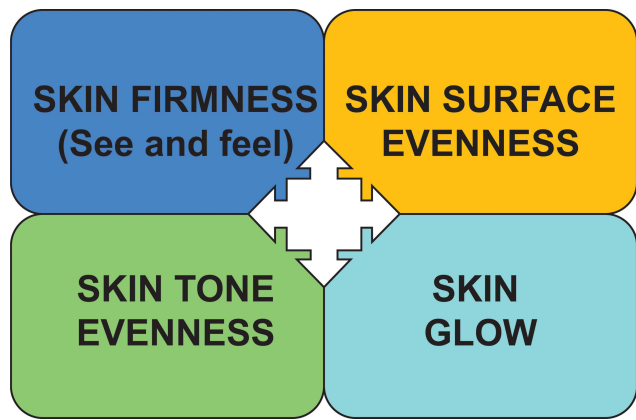 SKIN FIRMNESS
(See and feel)
SKIN SURFACE
EVENNESS
SKIN TONE
EVENNESS
SKIN
GLOW